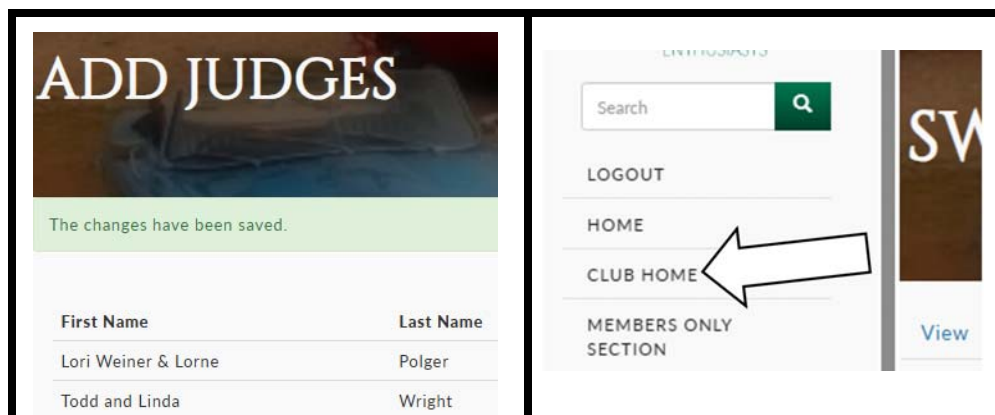 ADD JUDGES
The changes have been saved.
First Name Last Name
Lori Weiner & Lorne Polger
Todd and Linda Wright
ENTHUSIASTS
Search
LOGOUT
HOME
CLUB HOME
MEMBERS ONLY
SECTION
SW
View